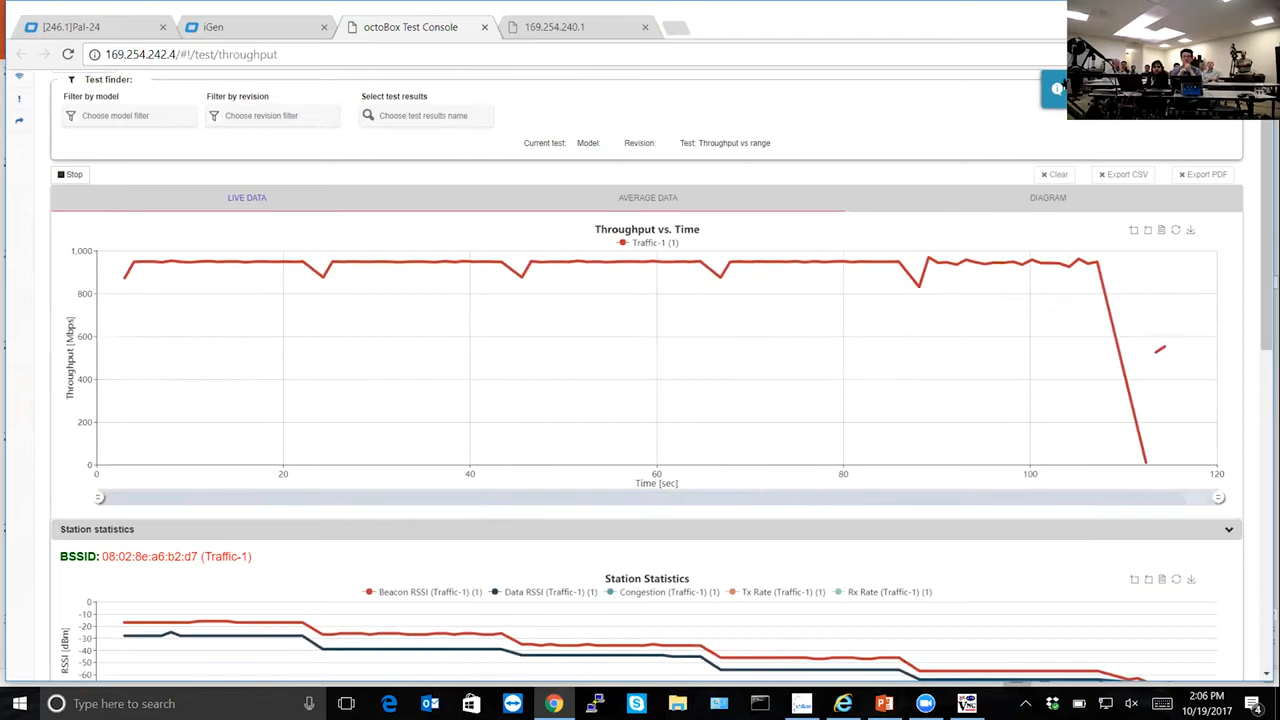 [246.1]Pal-24 × iGen × octoBox Test Console × 169.254.240.1 ×
169.254.242.4/#!/test/throughput
Test finder:
Filter by model Filter by revision Select test results
Choose model filter Choose revision filter Choose test results name
Current test: Model: Revision: Test: Throughput vs range
Stop Clear Export CSV Export PDF
LIVE DATA AVERAGE DATA DIAGRAM
Throughput vs. Time
Traffic-1 (1)
1,000
800
600
400
200
0
Throughput [Mbps]
0 20 40 60 80 100 120
Time [sec]
Station statistics
BSSID: 08:02:8e:a6:b2:d7 (Traffic-1)
Station Statistics
Beacon RSSI (Traffic-1) (1) Data RSSI (Traffic-1) (1) Congestion (Traffic-1) (1) Tx Rate (Traffic-1) (1) Rx Rate (Traffic-1) (1)
0
-10
-20
-30
-40
-50
-60
RSSI [dBm]
Type here to search
2:06 PM
10/19/2017